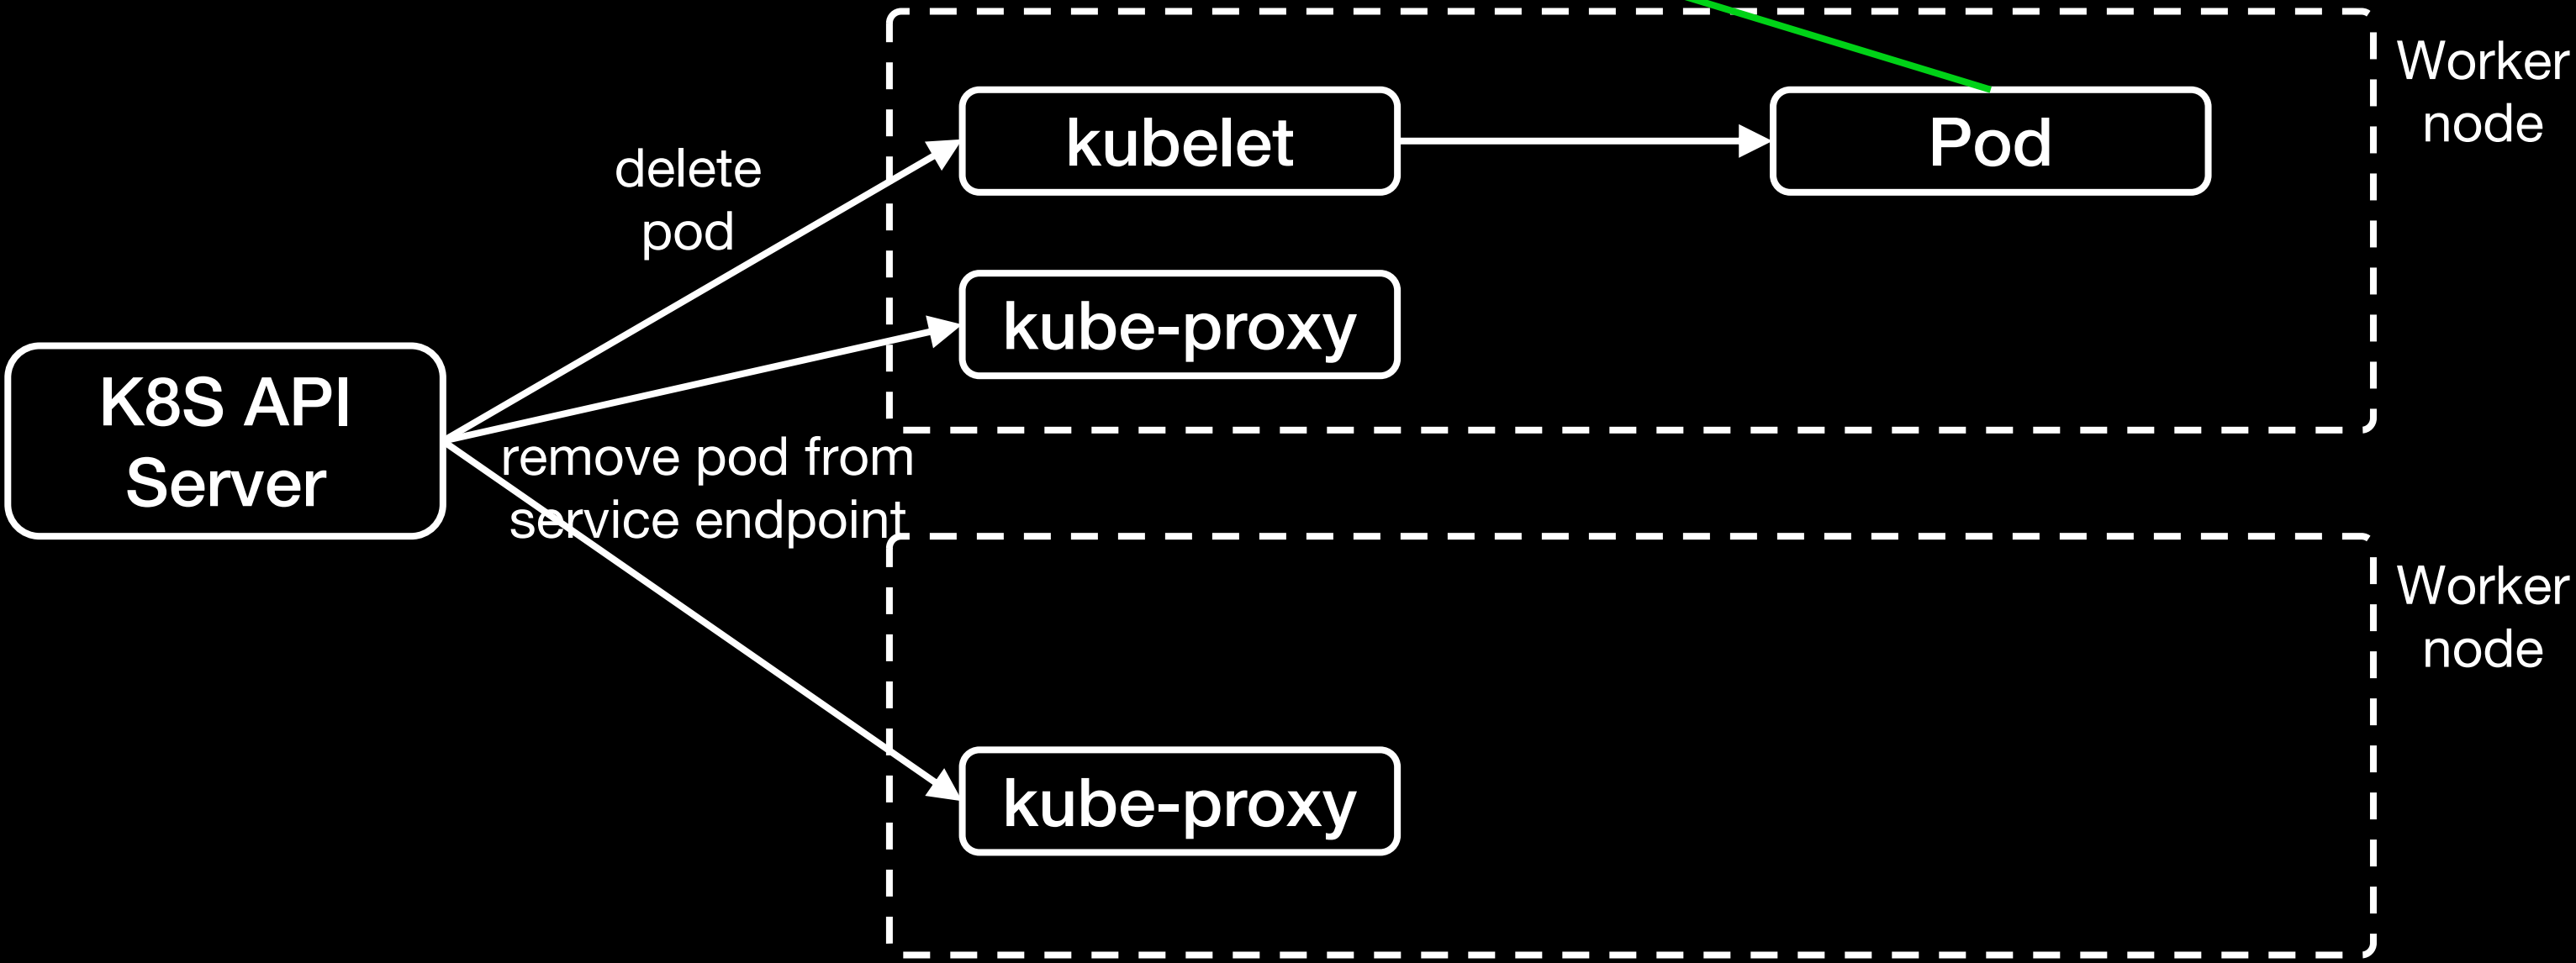 Worker
node
kubelet
Pod
delete
pod
kube-proxy
K8S API
Server
remove pod from
service endpoint
Worker
node
kube-proxy